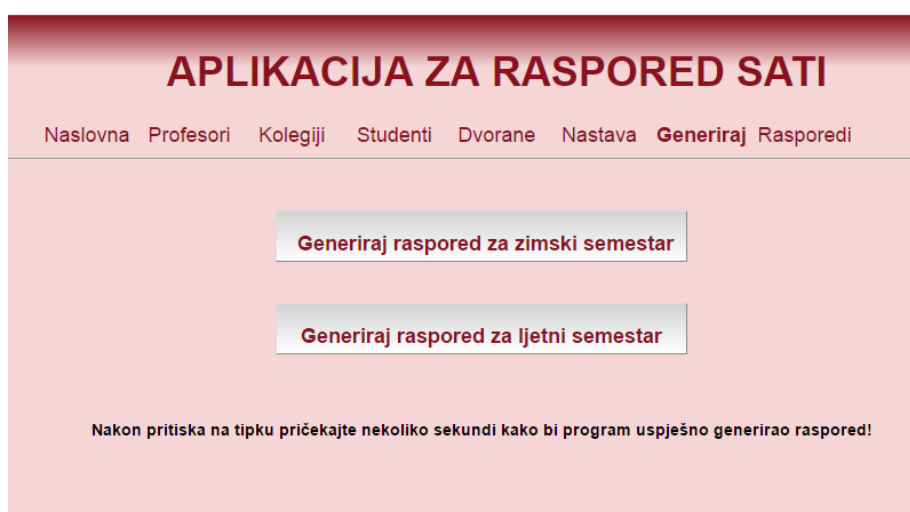 APLIKACIJA ZA RASPORED SATI
Naslovna Profesori Kolegiji Studenti Dvorane Nastava Generiraj Rasporedi
Generiraj raspored za zimski semestar
Generiraj raspored za ljetni semestar
Nakon pritiska na tipku pričekajte nekoliko sekundi kako bi program uspješno generirao raspored!